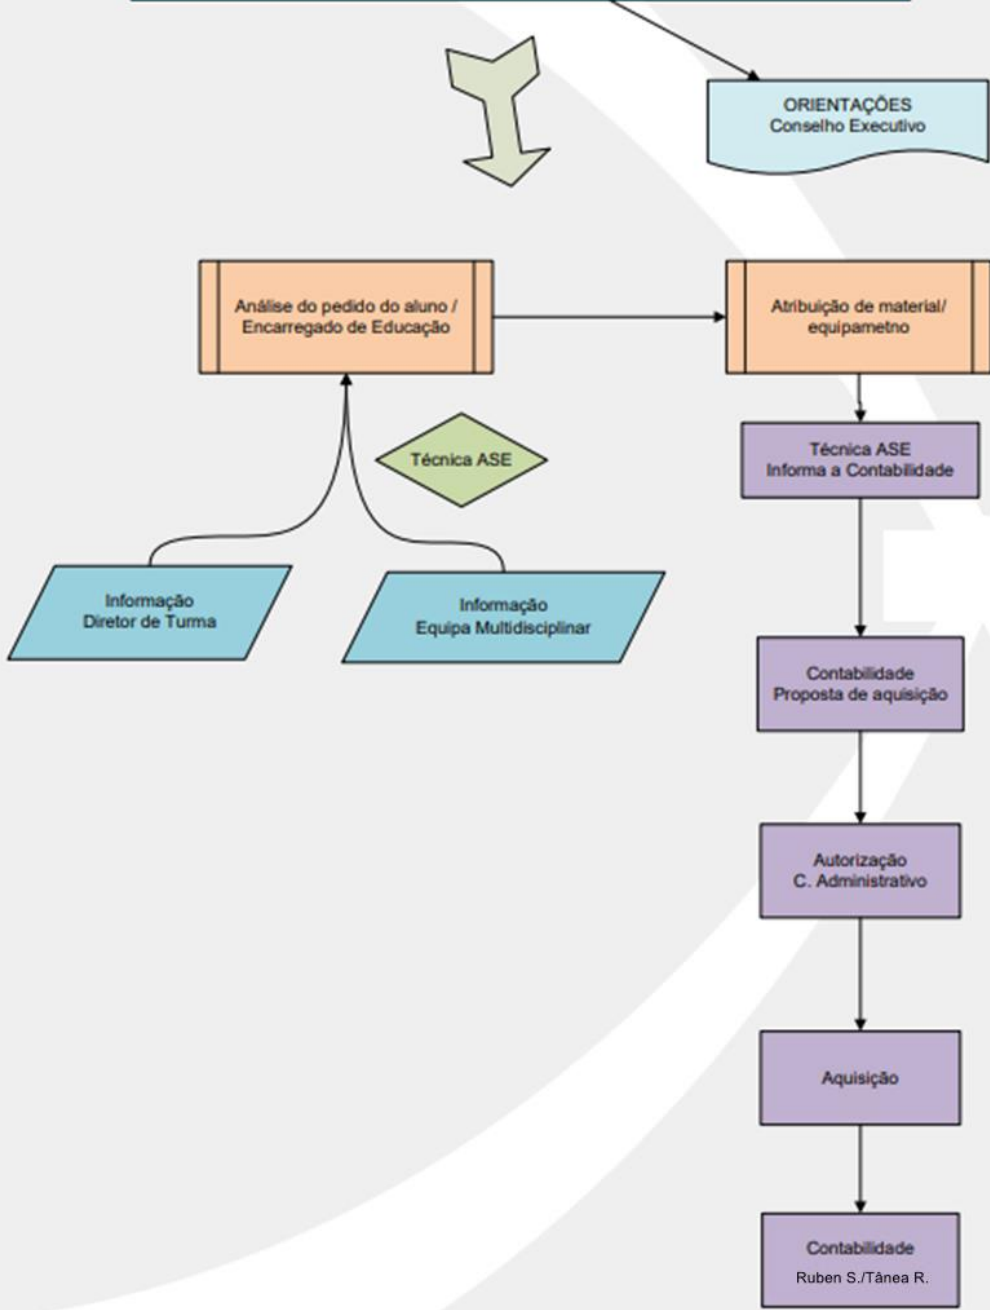 ORIENTAÇÕES
Conselho Executivo
Análise do pedido do aluno /
Encarregado de Educação
Atribuição de material/
equipametno
Técnica ASE
Técnica ASE
Informa a Contabilidade
Informação
Diretor de Turma
Informação
Equipa Multidisciplinar
Contabilidade
Proposta de aquisição
Autorização
C. Administrativo
Aquisição
Contabilidade
Ruben S./Tânea R.